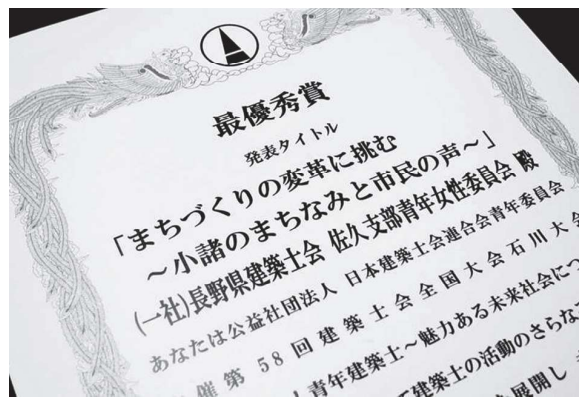 最優秀賞
発表タイトル
「まちづくりの変革に挑む
～小諸のまちなみと市民の声～」
(一社)長野県建築士会 佐久支部青年女性委員会 殿
あなたは公益社団法人 日本建築士会連合会青年委員会
催第58回建築士会全国大会石川大会
青年建築士～魅力ある未来社会につ
建築士の活動のさらな
展開し